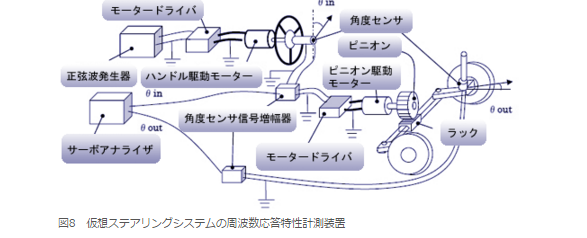 モータードライバ
θ in
角度センサ
ピニオン
正弦波発生器
ハンドル駆動モーター
ピニオン駆動
モーター
θ in
θ out
θ out
角度センサ信号増幅器
ラック
サーボアナライザ
モータードライバ
図8　仮想ステアリングシステムの周波数応答特性計測装置